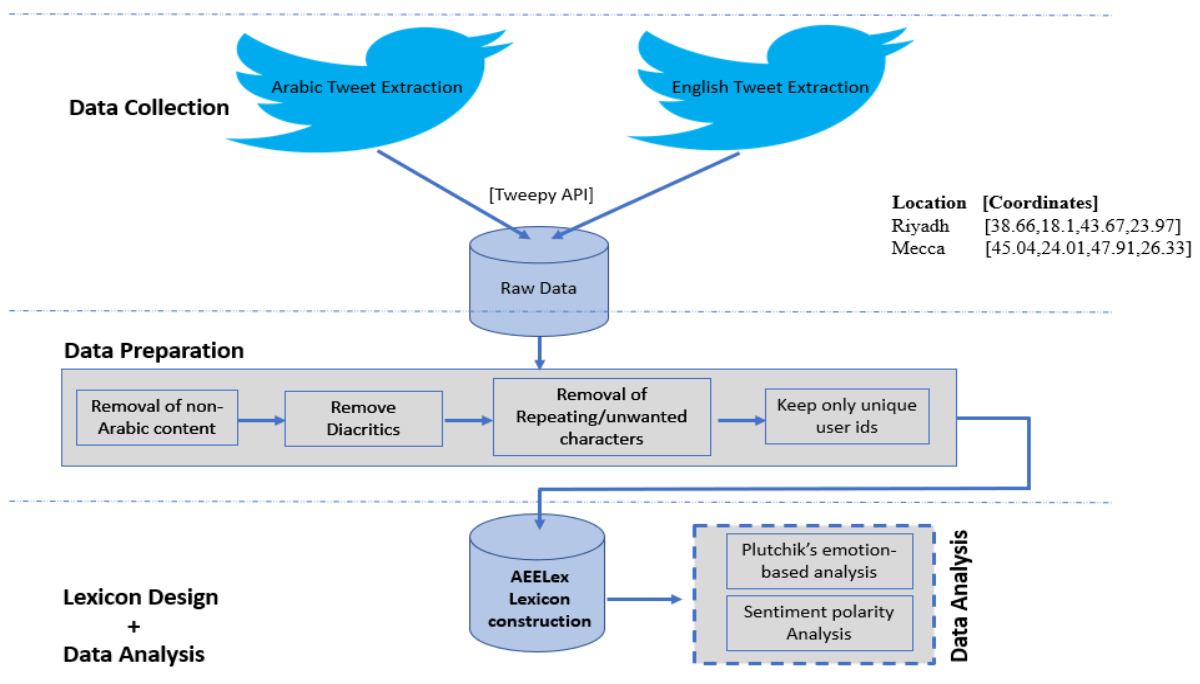 Arabic Tweet Extraction
English Tweet Extraction
Data Collection
[Tweepy API]
Location [Coordinates]
Riyadh [38.66,18.1,43.67,23.97]
Mecca [45.04,24.01,47.91,26.33]
Raw Data
Data Preparation
Removal of non-
Arabic content
Remove
Diacritics
Removal of
Repeating/unwanted
characters
Keep only unique
user ids
Lexicon Design
+
Data Analysis
AEELex
Lexicon
construction
Plutchik’s emotion-
based analysis
Sentiment polarity
Analysis
Data Analysis